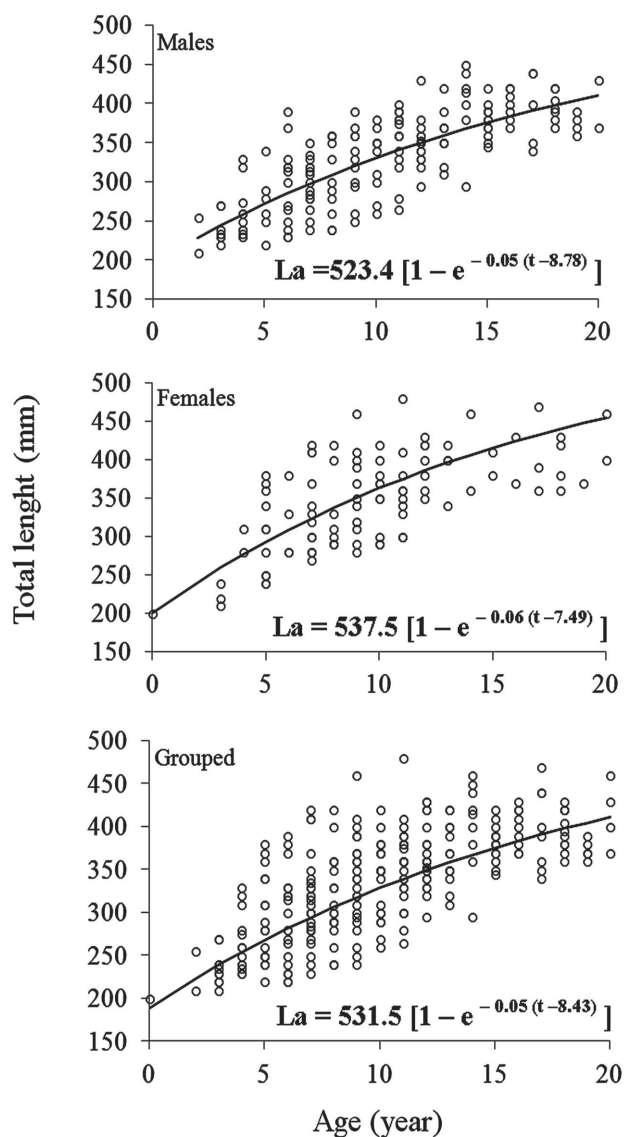 500
Males
450
400
350
300
250
200
La =523.4 [1 – e – 0.05 (t –8.78) ]
150
0 5 10 15 20
Total lenght (mm)
500
Females
450
400
350
300
250
200
La = 537.5 [1 – e – 0.06 (t –7.49) ]
150
0 5 10 15 20
500
Grouped
450
400
350
300
250
200
La = 531.5 [1 – e – 0.05 (t –8.43) ]
150
100
0 5 10 15 20
Age (year)